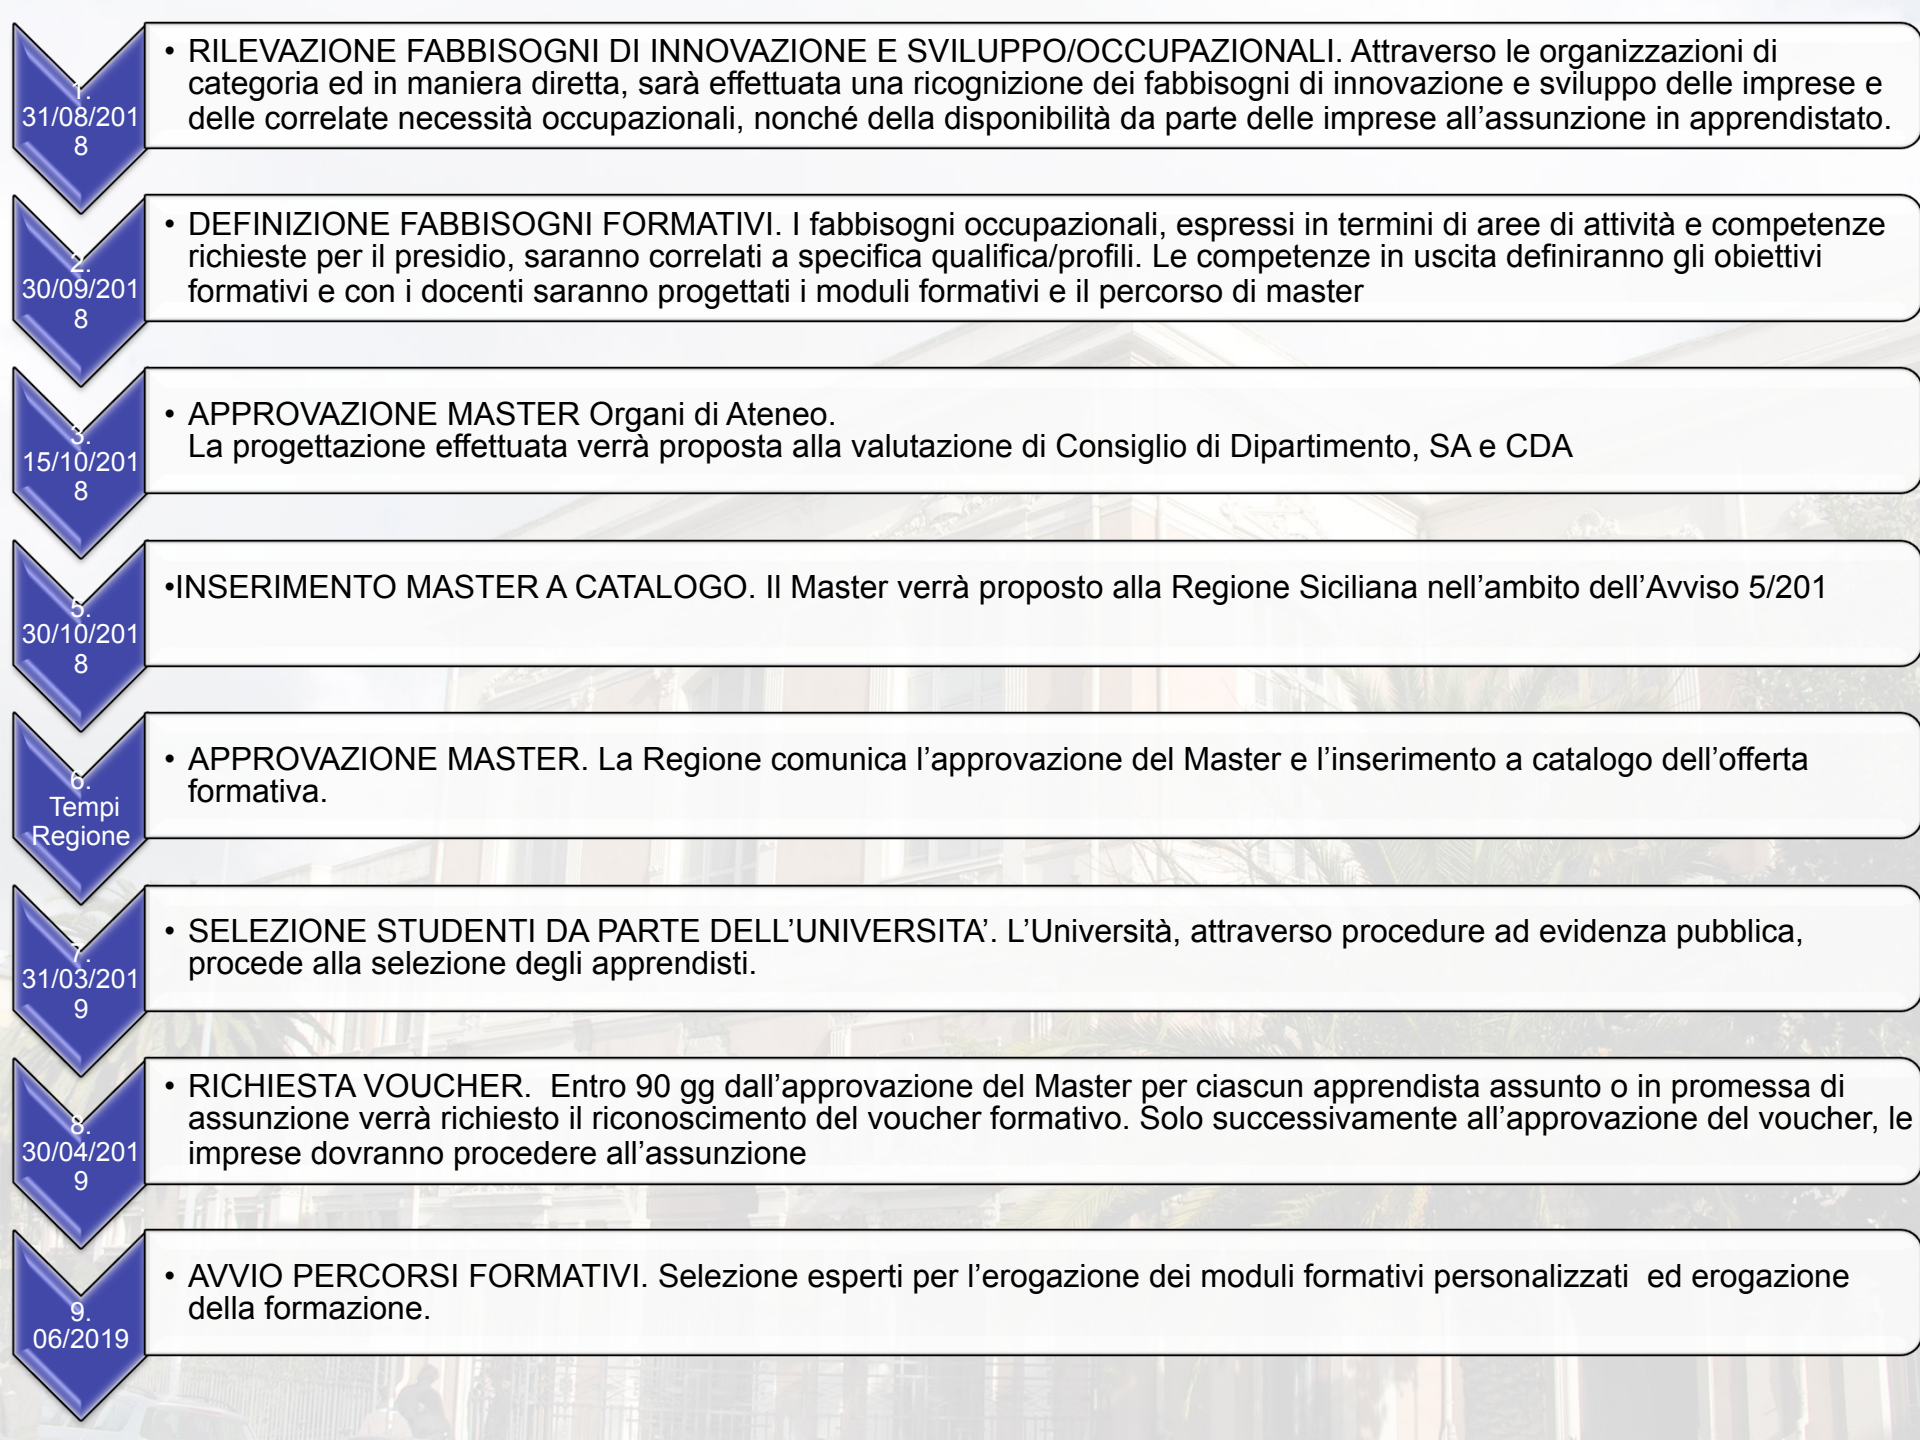 1.
31/08/201
8
• RILEVAZIONE FABBISOGNI DI INNOVAZIONE E SVILUPPO/OCCUPAZIONALI. Attraverso le organizzazioni di
categoria ed in maniera diretta, sarà effettuata una ricognizione dei fabbisogni di innovazione e sviluppo delle imprese e
delle correlate necessità occupazionali, nonché della disponibilità da parte delle imprese all’assunzione in apprendistato.
2.
30/09/201
8
• DEFINIZIONE FABBISOGNI FORMATIVI. I fabbisogni occupazionali, espressi in termini di aree di attività e competenze
richieste per il presidio, saranno correlati a specifica qualifica/profili. Le competenze in uscita definiranno gli obiettivi
formativi e con i docenti saranno progettati i moduli formativi e il percorso di master
3.
15/10/201
8
• APPROVAZIONE MASTER Organi di Ateneo.
La progettazione effettuata verrà proposta alla valutazione di Consiglio di Dipartimento, SA e CDA
5.
30/10/201
8
•INSERIMENTO MASTER A CATALOGO. Il Master verrà proposto alla Regione Siciliana nell’ambito dell’Avviso 5/201
6.
Tempi
Regione
• APPROVAZIONE MASTER. La Regione comunica l’approvazione del Master e l’inserimento a catalogo dell’offerta
formativa.
7.
31/03/201
9
• SELEZIONE STUDENTI DA PARTE DELL’UNIVERSITA’. L’Università, attraverso procedure ad evidenza pubblica,
procede alla selezione degli apprendisti.
8.
30/04/201
9
• RICHIESTA VOUCHER. Entro 90 gg dall’approvazione del Master per ciascun apprendista assunto o in promessa di
assunzione verrà richiesto il riconoscimento del voucher formativo. Solo successivamente all’approvazione del voucher, le
imprese dovranno procedere all’assunzione
9.
06/2019
• AVVIO PERCORSI FORMATIVI. Selezione esperti per l’erogazione dei moduli formativi personalizzati ed erogazione
della formazione.